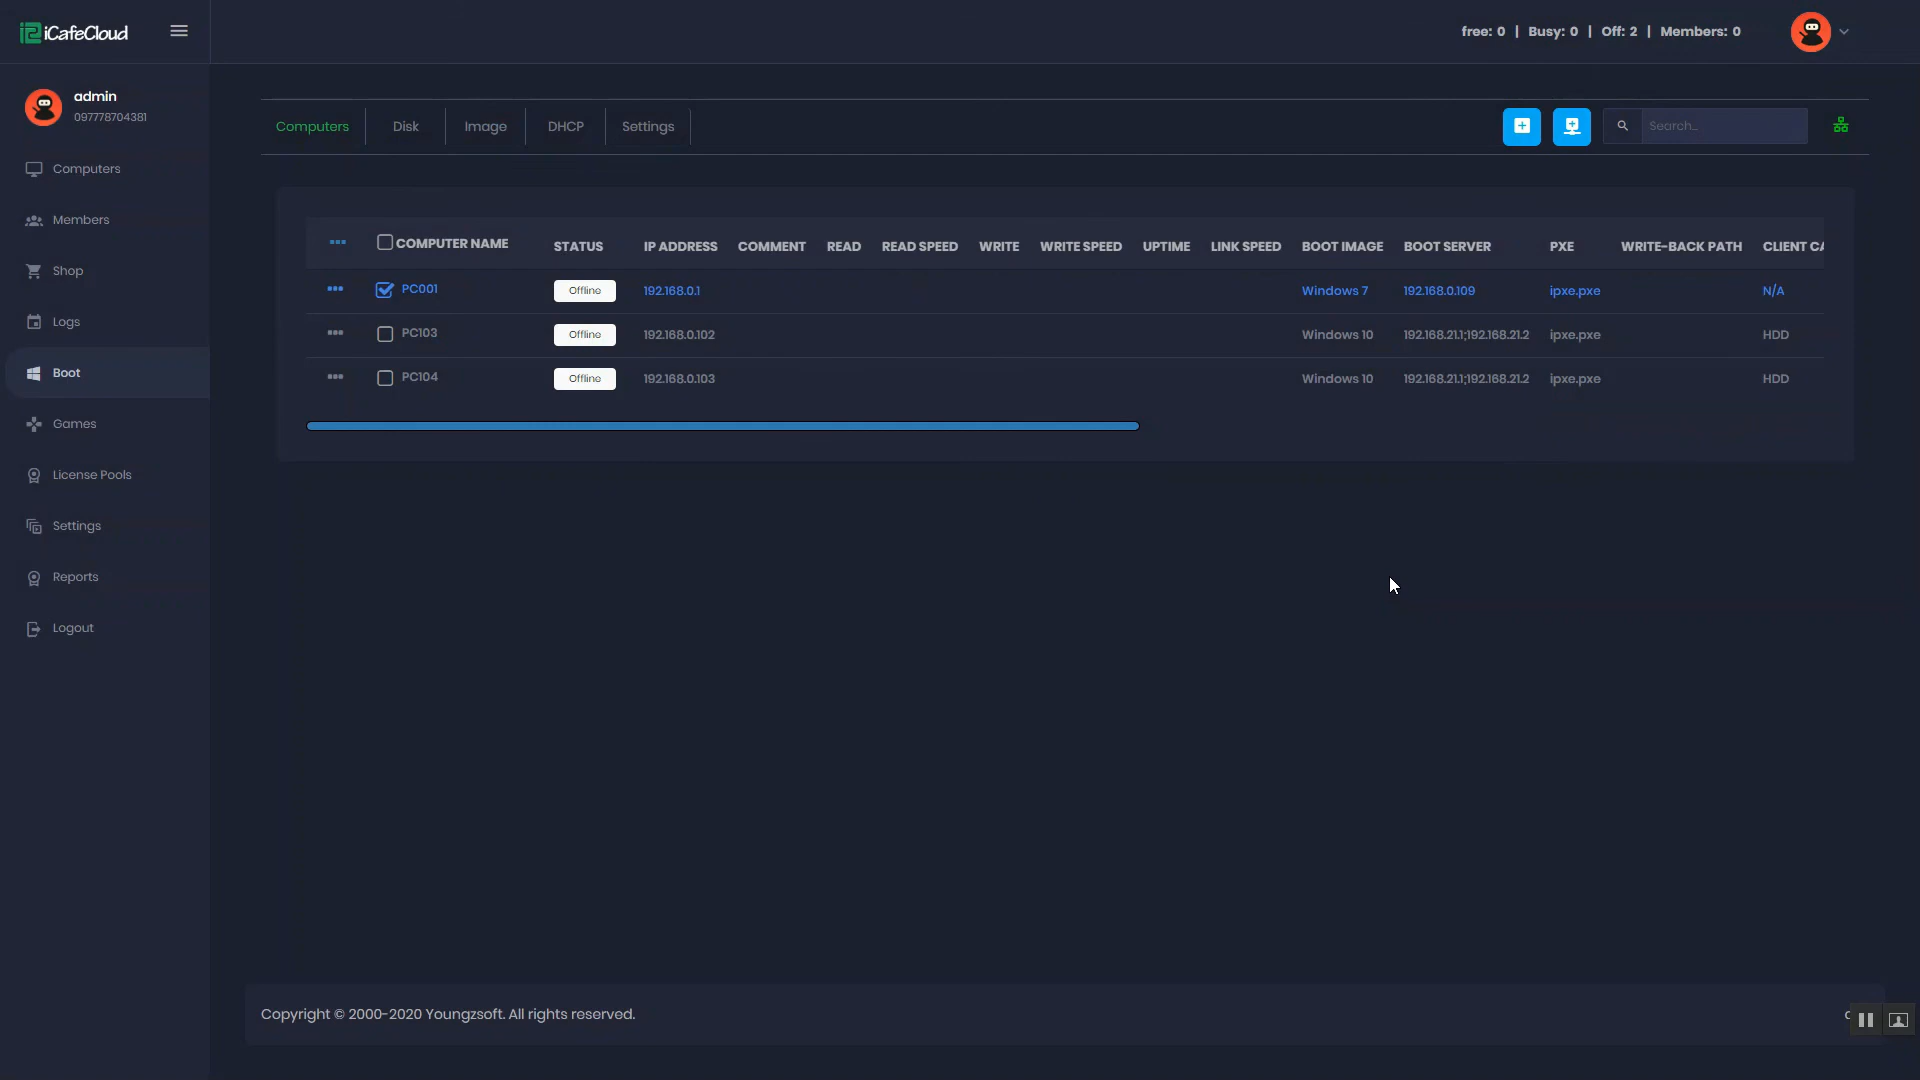 iCafeCloud
free: 0 | Busy: 0 | Off: 2 | Members: 0
admin
097778704381
Computers
Members
Shop
Logs
Boot
Games
License Pools
Settings
Reports
Logout
Computers Disk Image DHCP Settings
Search...
COMPUTER NAME STATUS IP ADDRESS COMMENT READ READ SPEED WRITE WRITE SPEED UPTIME LINK SPEED BOOT IMAGE BOOT SERVER PXE WRITE-BACK PATH CLIENT CA
PC001 Offline 192.168.0.1 Windows 7 192.168.0.109 ipxe.pxe N/A
PC103 Offline 192.168.0.102 Windows 10 192.168.21.1;192.168.21.2 ipxe.pxe HDD
PC104 Offline 192.168.0.103 Windows 10 192.168.21.1;192.168.21.2 ipxe.pxe HDD
Copyright © 2000-2020 Youngzsoft. All rights reserved.